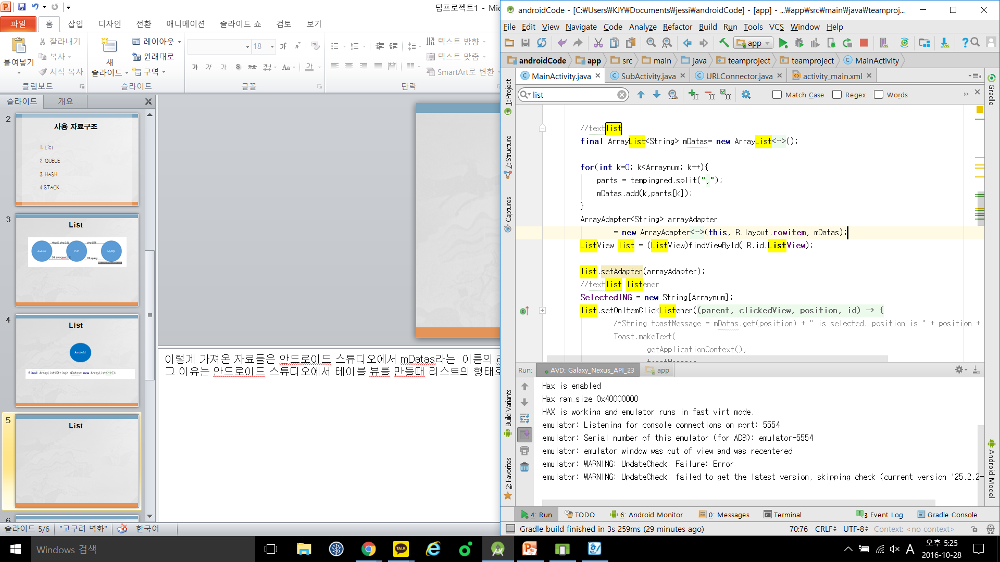 팀프로젝트1 - Mic
파일
홈
삽입
디자인
전환
애니메이션
슬라이드 쇼
검토
보기
붙여넣기
잘라내기
복사
서식 복사
클립보드
새
슬라이드
레이아웃
원래대로
구역
슬라이드
18
가
가
가
S
가나
Aa
가
글꼴
텍스트 방향
텍스트 맞춤
SmartArt로 변환
단락
슬라이드
개요
2
사용 자료구조
1. List
2. QUEUE
3. HASH
4 STACK
3
List
Android
PHP
MySQL
DB query
4
List
Android
final ArrayList<String> mDatas= new ArrayList<~>();
5
List
6
이렇게 가져온 자료들은 안드로이드 스튜디오에서 mDatas라는 이름의
그 이유는 안드로이드 스튜디오에서 테이블 뷰를 만들때 리스트의 형태로
슬라이드 5/6
"고구려 벽화"
한국어
androidCode - [C:₩Users₩KJY₩Documents₩jessi₩androidCode] - [app] - ...₩app₩src₩main₩java₩teamproj...
File Edit View Navigate Code Analyze Refactor Build Run Tools VCS Window Help
app
androidCode app src main java teamproject teamproject MainActivity
MainActivity.java SubActivity.java URLConnector.java activity_main.xml
6
list
Match Case
Regex
Words
1: Project
7: Structure
Captures
Build Variants
2: Favorites
Gradle
Android Model
//textlist
final ArrayList<String> mDatas= new ArrayList<~>();
for(int k=0; k<Arraynum; k++){
parts = tempingred.split(",");
mDatas.add(k,parts[k]);
}
ArrayAdapter<String> arrayAdapter
= new ArrayAdapter<~>(this, R.layout.rowitem, mDatas);
ListView list = (ListView)findViewById( R.id.ListView);
list.setAdapter(arrayAdapter);
//textlist listener
SelectedING = new String[Arraynum];
list.setOnItemClickListener((parent, clickedView, position, id) → {
/*String toastMessage = mDatas.get(position) + " is selected. position is " + position +
Toast.makeText(
getApplicationContext(),
toastMessage
Run:
AVD: Galaxy_Nexus_API_23
app
Hax is enabled
Hax ram_size 0x40000000
HAX is working and emulator runs in fast virt mode.
emulator: Listening for console connections on port: 5554
emulator: Serial number of this emulator (for ADB): emulator-5554
emulator: emulator window was out of view and was recentered
emulator: WARNING: UpdateCheck: Failure: Error
emulator: WARNING: UpdateCheck: failed to get the latest version, skipping check (current version '25.2.2-
4: Run
TODO
6: Android Monitor
0: Messages
Terminal
3 Event Log
Gradle Console
Gradle build finished in 3s 259ms (29 minutes ago)
70:76
CRLF
UTF-8
Context: <no context>
Windows 검색
TALK
A
오후 5:25
2016-10-28